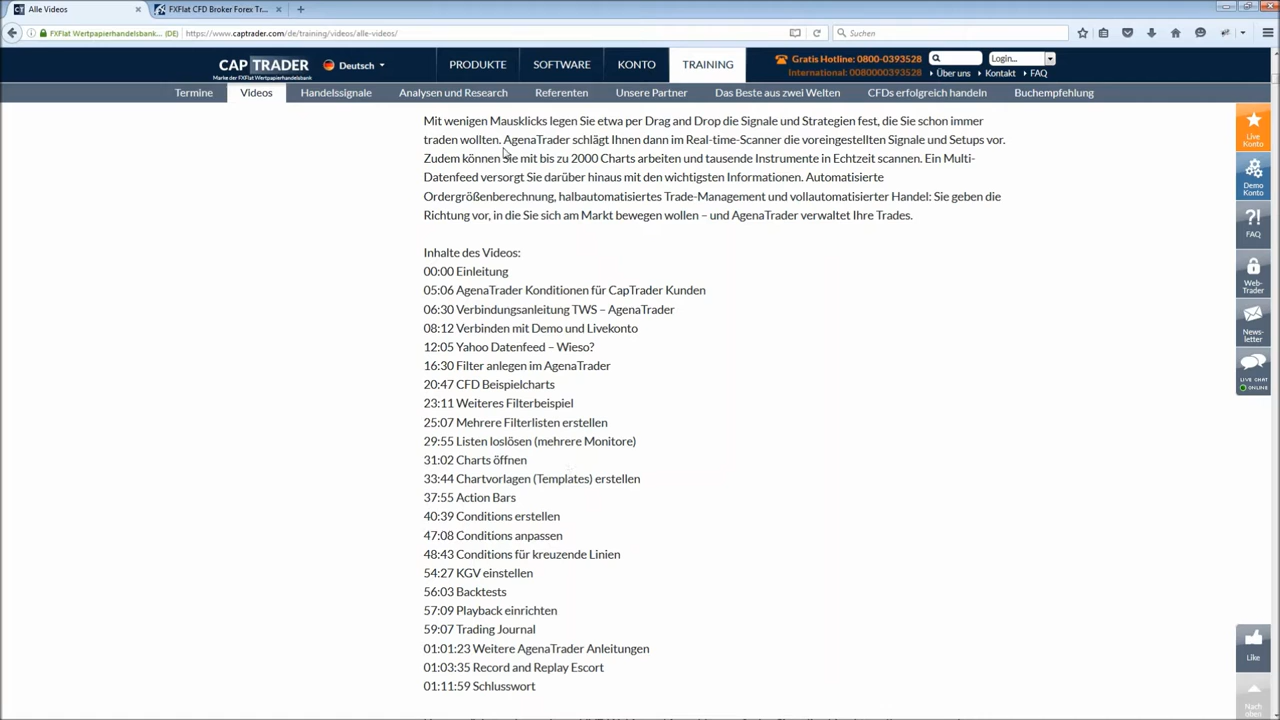 Alle Videos
FXFlat CFD Broker Forex Tr...
FXFlat Wertpapierhandelsbank... (DE)
https://www.captrader.com/de/training/videos/alle-videos/
Suchen
CAP TRADER
Marke der FXFlat Wertpapierhandelsbank
Deutsch
PRODUKTE
SOFTWARE
KONTO
TRAINING
Gratis Hotline: 0800-0393528
International: 0080000393528
Login...
Über uns
Kontakt
FAQ
Termine
Videos
Handelssignale
Analysen und Research
Referenten
Unsere Partner
Das Beste aus zwei Welten
CFDs erfolgreich handeln
Buchempfehlung
Mit wenigen Mausklicks legen Sie etwa per Drag and Drop die Signale und Strategien fest, die Sie schon immer
traden wollten. AgenaTrader schlägt Ihnen dann im Real-time-Scanner die voreingestellten Signale und Setups vor.
Zudem können Sie mit bis zu 2000 Charts arbeiten und tausende Instrumente in Echtzeit scannen. Ein Multi-
Datenfeed versorgt Sie darüber hinaus mit den wichtigsten Informationen. Automatisierte
Ordergrößenberechnung, halbautomatisiertes Trade-Management und vollautomatisierter Handel: Sie geben die
Richtung vor, in die Sie sich am Markt bewegen wollen – und AgenaTrader verwaltet Ihre Trades.
Inhalte des Videos:
00:00 Einleitung
05:06 AgenaTrader Konditionen für CapTrader Kunden
06:30 Verbindungsanleitung TWS – AgenaTrader
08:12 Verbinden mit Demo und Livekonto
12:05 Yahoo Datenfeed – Wieso?
16:30 Filter anlegen im AgenaTrader
20:47 CFD Beispielcharts
23:11 Weiteres Filterbeispiel
25:07 Mehrere Filterlisten erstellen
29:55 Listen loslösen (mehrere Monitore)
31:02 Charts öffnen
33:44 Chartvorlagen (Templates) erstellen
37:55 Action Bars
40:39 Conditions erstellen
47:08 Conditions anpassen
48:43 Conditions für kreuzende Linien
54:27 KGV einstellen
56:03 Backtests
57:09 Playback einrichten
59:07 Trading Journal
01:01:23 Weitere AgenaTrader Anleitungen
01:03:35 Record and Replay Escort
01:11:59 Schlusswort
Live
Konto
Demo
Konto
?!
FAQ
Web-
Trader
News-
letter
LIVE CHAT
ONLINE
Like
Nach
oben